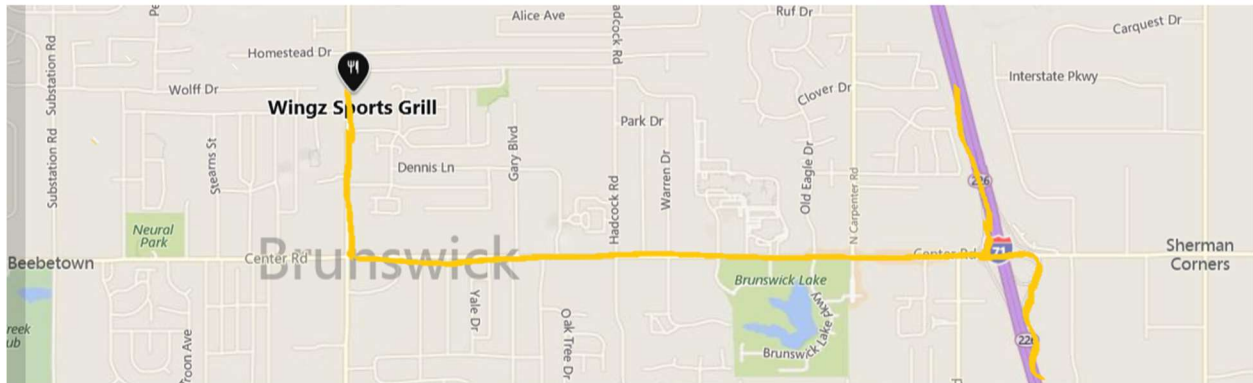 Alice Ave
Ruf Dr
Carquest Dr
Homestead Dr
Substation Rd
Wolff Dr
Interstate Pkwy
Clover Dr
Wingz Sports Grill
Park Dr
Substation Rd
Stearns St
Dennis Ln
Gary Blvd
Hadcock Rd
Warren Dr
Old Eagle Dr
N Carpenter Rd
226
Neural
Park
Beebetown
Center Rd
Brunswick
Center Rd
71
Sherman
Corners
Brunswick Lake
Yale Dr
Oak Tree Dr
Brunswick Lake pkwy
226